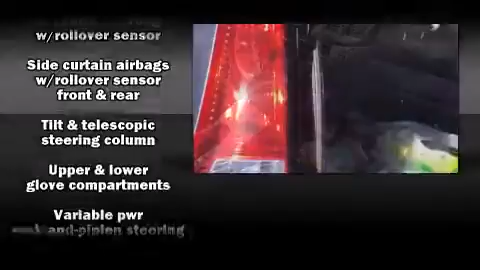 w/rollover sensor
Side curtain airbags
w/rollover sensor
front & rear
Tilt & telescopic
steering column
Upper & lower
glove compartments
Variable pwr
steering